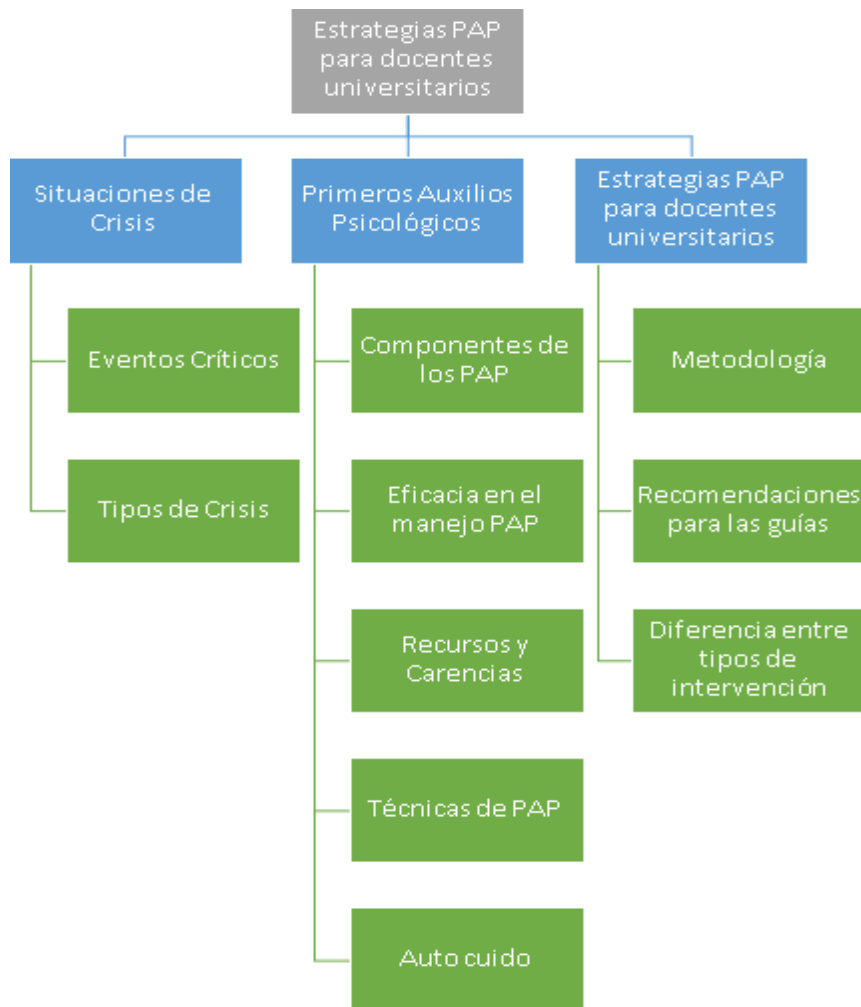 Estrategias PAP
para docentes
universitarios
Situaciones de
Crisis
Primeros Auxilios
Psicológicos
Estrategias PAP
para docentes
universitarios
Eventos Críticos
Tipos de Crisis
Componentes de
los PAP
Eficacia en el
manejo PAP
Recursos y
Carencias
Técnicas de PAP
Auto cuido
Metodología
Recomendaciones
para las guías
Diferencia entre
tipos de
intervención